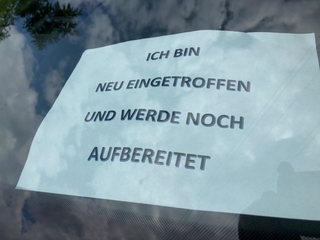 ICH BIN
NEU EINGETROFFEN
UND WERDE NOCH
AUFBEREITET